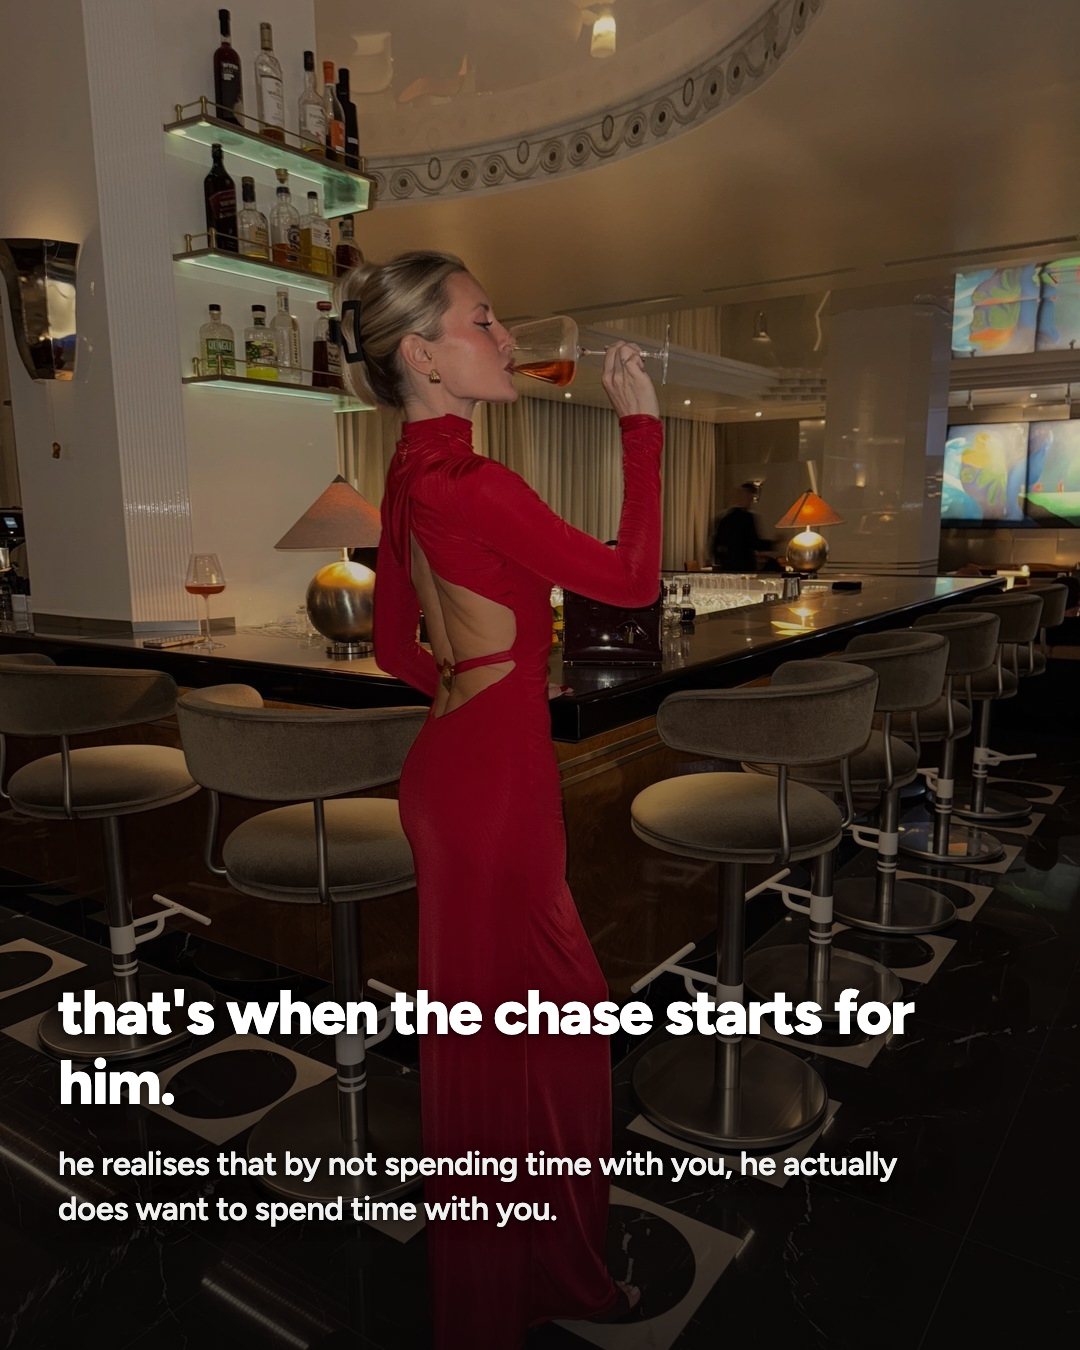 that's when the chase starts for
him.
he realises that by not spending time with you, he actually
does want to spend time with you.